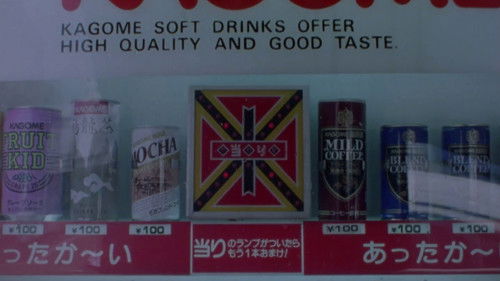 KAGOME SOFT DRINKS OFFER
HIGH QUALITY AND GOOD TASTE.
KAGOME
FRUIT
KID
KAGOME
MOCHA
当り
KAGOME
MILD
COFFEE
BLEND
COFFEE
BLEND
COFFEE
¥100
¥100
¥100
¥100
¥100
¥100
ったか〜い
当りのランプがついたら
もう1本おまけ!
あったか〜